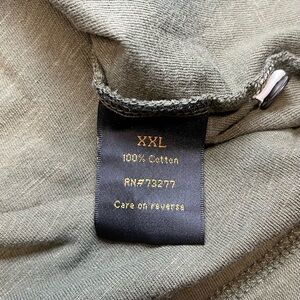 XXL
100% Cotton
RN#73277
Care on reverse